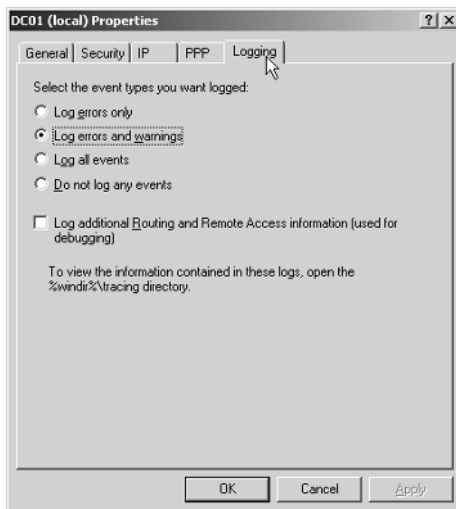 DC01 (local) Properties
General Security IP PPP Logging
Select the event types you want logged:
Log errors only
Log errors and warnings
Log all events
Do not log any events
Log additional Routing and Remote Access information (used for
debugging)
To view the information contained in these logs, open the
%windir%\tracing directory.
OK Cancel Apply